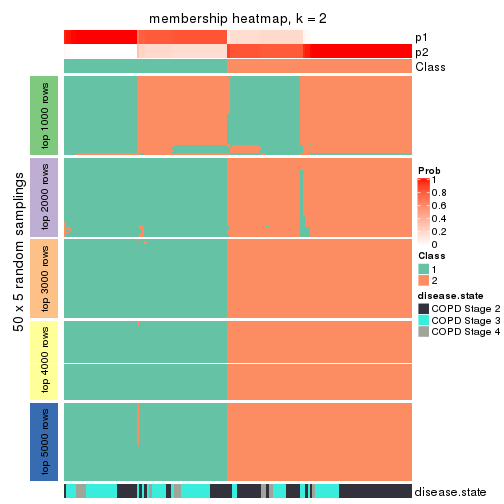 membership heatmap, k = 2
p1
p2
Class
50 x 5 random samplings
top 1000 rows
top 2000 rows
top 3000 rows
top 4000 rows
top 5000 rows
Prob
1
0.8
0.6
0.4
0.2
0
Class
1
2
disease.state
COPD Stage 2
COPD Stage 3
COPD Stage 4
disease.state